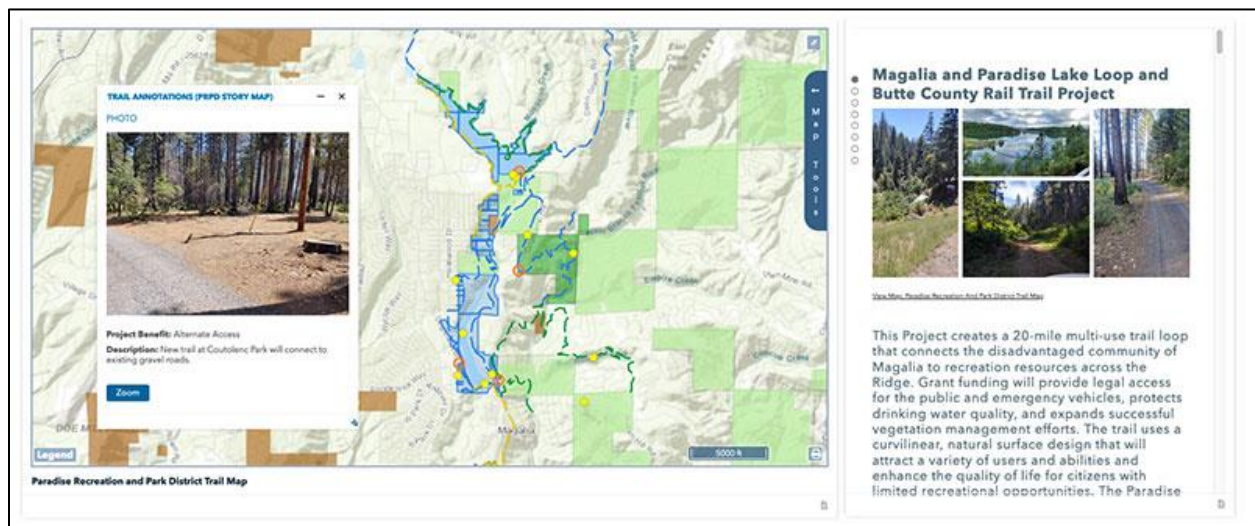 TRAIL ANNOTATIONS (PRPD STORY MAP)
PHOTO
Project Benefit: Alternate Access
Description: New trail at Coutolenc Park will connect to
existing gravel roads.
Zoom
Map Tools
Magalia
Empire Creek
Legend
5000 ft
Paradise Recreation and Park District Trail Map
Magalia and Paradise Lake Loop and
Butte County Rail Trail Project
View Map: Paradise Recreation And Park District Trail Map
This Project creates a 20-mile multi-use trail loop
that connects the disadvantaged community of
Magalia to recreation resources across the
Ridge. Grant funding will provide legal access
for the public and emergency vehicles, protects
drinking water quality, and expands successful
vegetation management efforts. The trail uses a
curvilinear, natural surface design that will
attract a variety of users and abilities and
enhance the quality of life for citizens with
limited recreational opportunities. The Paradise